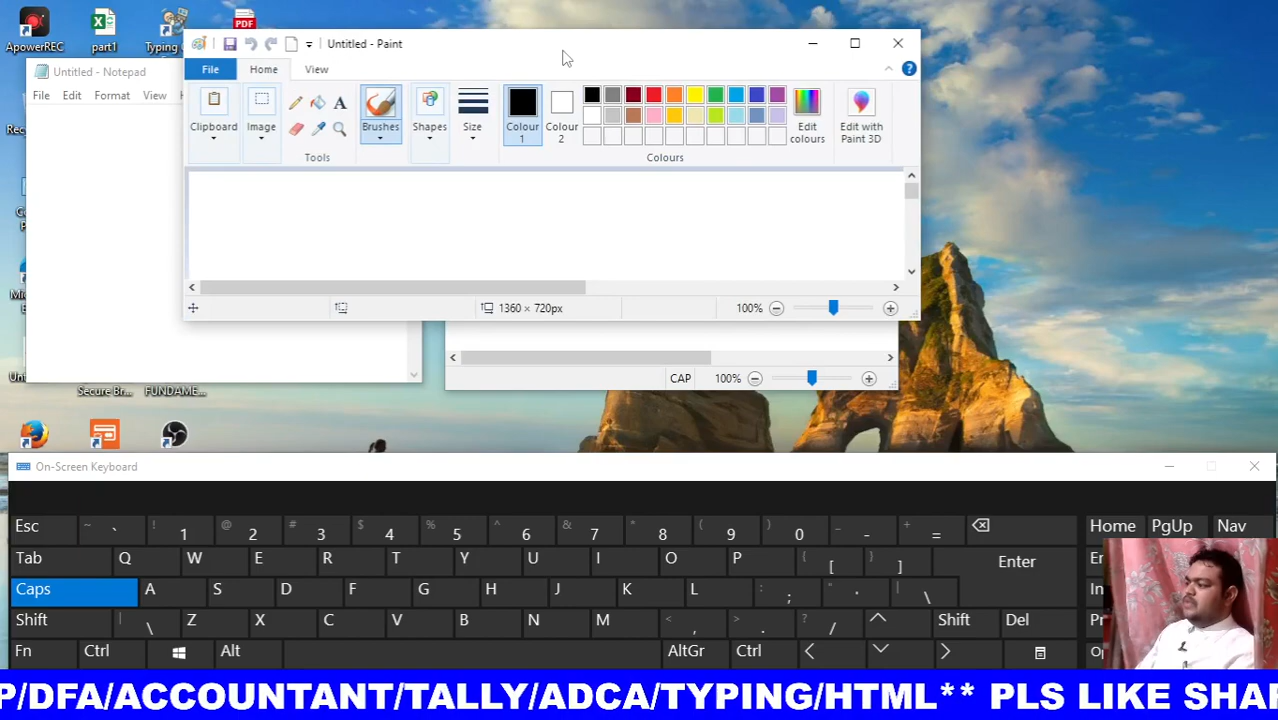 ApowerREC
part1
Typing
PDF
Untitled - Notepad
File Edit Format View
Untitled - Paint
File Home View
Clipboard
Image
Tools
Brushes
Shapes
Size
Colour 1
Colour 2
Edit colours
Edit with Paint 3D
Colours
1360 × 720px
100%
CAP 100%
Secure Br...
FUNDAME...
On-Screen Keyboard
Esc ~ ` ! 1 @ 2 # 3 $ 4 % 5 ^ 6 & 7 * 8 ( 9 ) 0 _ - + = Home PgUp Nav
Tab Q W E R T Y U I O P { [ } ] Enter
Caps A S D F G H J K L : ; | \
Shift | \ Z X C V B N M < , > . ? / Shift Del
Fn Ctrl Alt AltGr Ctrl
P/DFA/ACCOUNTANT/TALLY/ADCA/TYPING/HTML** PLS LIKE SHA